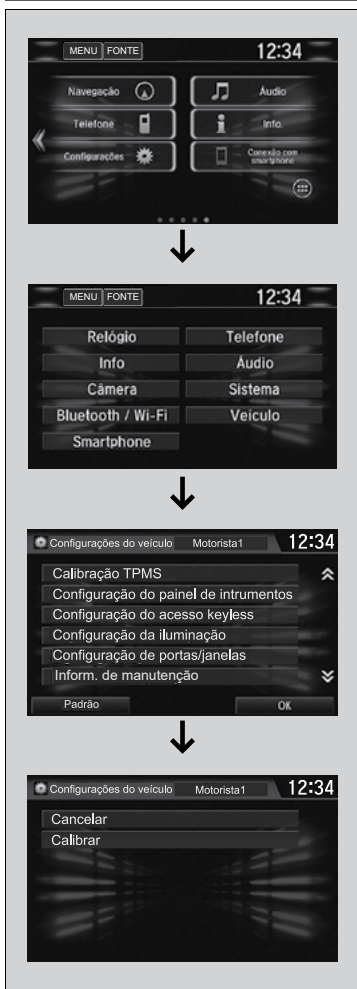 MENU FONTE 12:34
Navegação Áudio
Telefone Info.
Configurações Conexão com smartphone
MENU FONTE 12:34
Relógio Telefone
Info Áudio
Câmera Sistema
Bluetooth / Wi-Fi Veículo
Smartphone
Configurações do veículo Motorista1 12:34
Calibração TPMS
Configuração do painel de intrumentos
Configuração do acesso keyless
Configuração da iluminação
Configuração de portas/janelas
Inform. de manutenção
Padrão OK
Configurações do veículo Motorista1 12:34
Cancelar
Calibrar